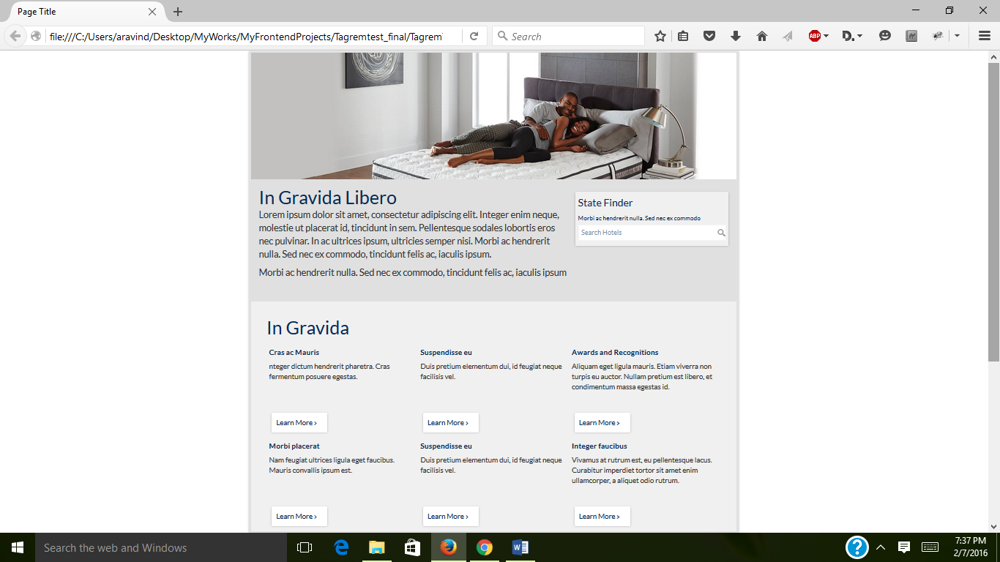 Page Title
file:///C:/Users/aravind/Desktop/MyWorks/MyFrontendProjects/Tagremtest_final/Tagrem
Search
ABP
D.
In Gravida Libero
Lorem ipsum dolor sit amet, consectetur adipiscing elit. Integer enim neque,
molestie ut placerat id, tincidunt in sem. Pellentesque sodales lobortis eros
nec pulvinar. In ac ultrices ipsum, ultricies semper nisi. Morbi ac hendrerit
nulla. Sed nec ex commodo, tincidunt felis ac, iaculis ipsum.
Morbi ac hendrerit nulla. Sed nec ex commodo, tincidunt felis ac, iaculis ipsum
State Finder
Morbi ac hendrerit nulla. Sed nec ex commodo
Search Hotels
In Gravida
Cras ac Mauris
nteger dictum hendrerit pharetra. Cras
fermentum posuere egestas.
Learn More >
Suspendisse eu
Duis pretium elementum dui, id feugiat neque
facilisis vel.
Learn More >
Awards and Recognitions
Aliquam eget ligula mauris. Etiam viverra non
turpis eu auctor. Nullam pretium est libero, et
condimentum massa egestas id.
Learn More >
Morbi placerat
Nam feugiat ultrices ligula eget faucibus.
Mauris convallis ipsum est.
Learn More >
Suspendisse eu
Duis pretium elementum dui, id feugiat neque
facilisis vel.
Learn More >
Integer faucibus
Vivamus at rutrum est, eu pellentesque lacus.
Curabitur imperdiet tortor sit amet enim
ullamcorper, a aliquet odio rutrum.
Learn More >
Search the web and Windows
7:37 PM
2/7/2016